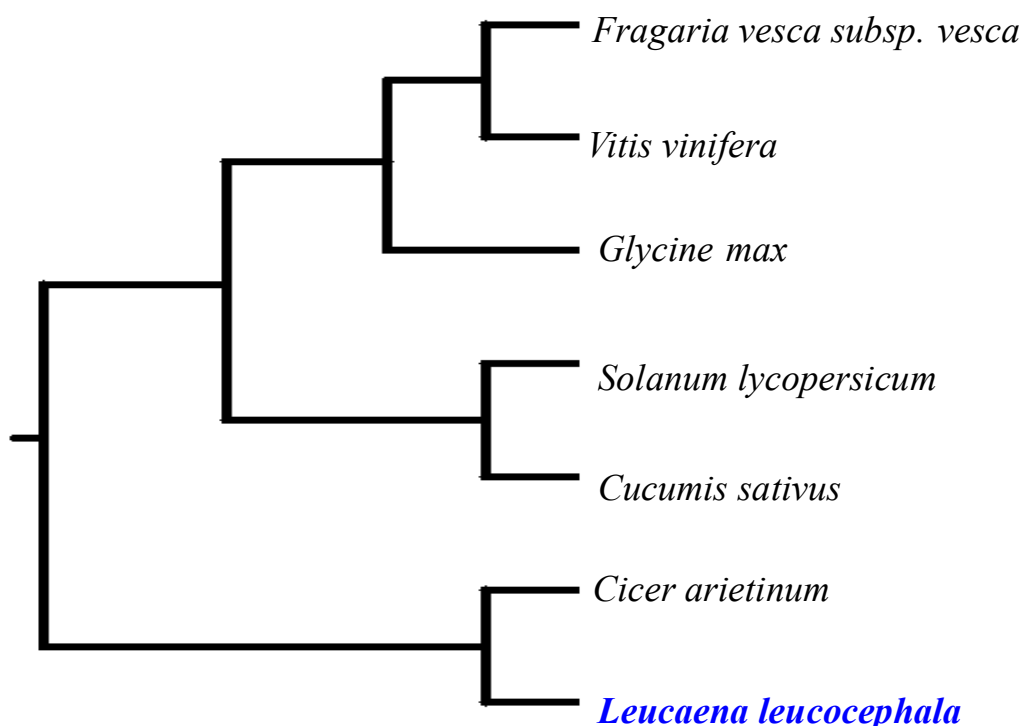 Fragaria vesca subsp. vesca
Vitis vinifera
Glycine max
Solanum lycopersicum
Cucumis sativus
Cicer arietinum
Leucaena leucocephala